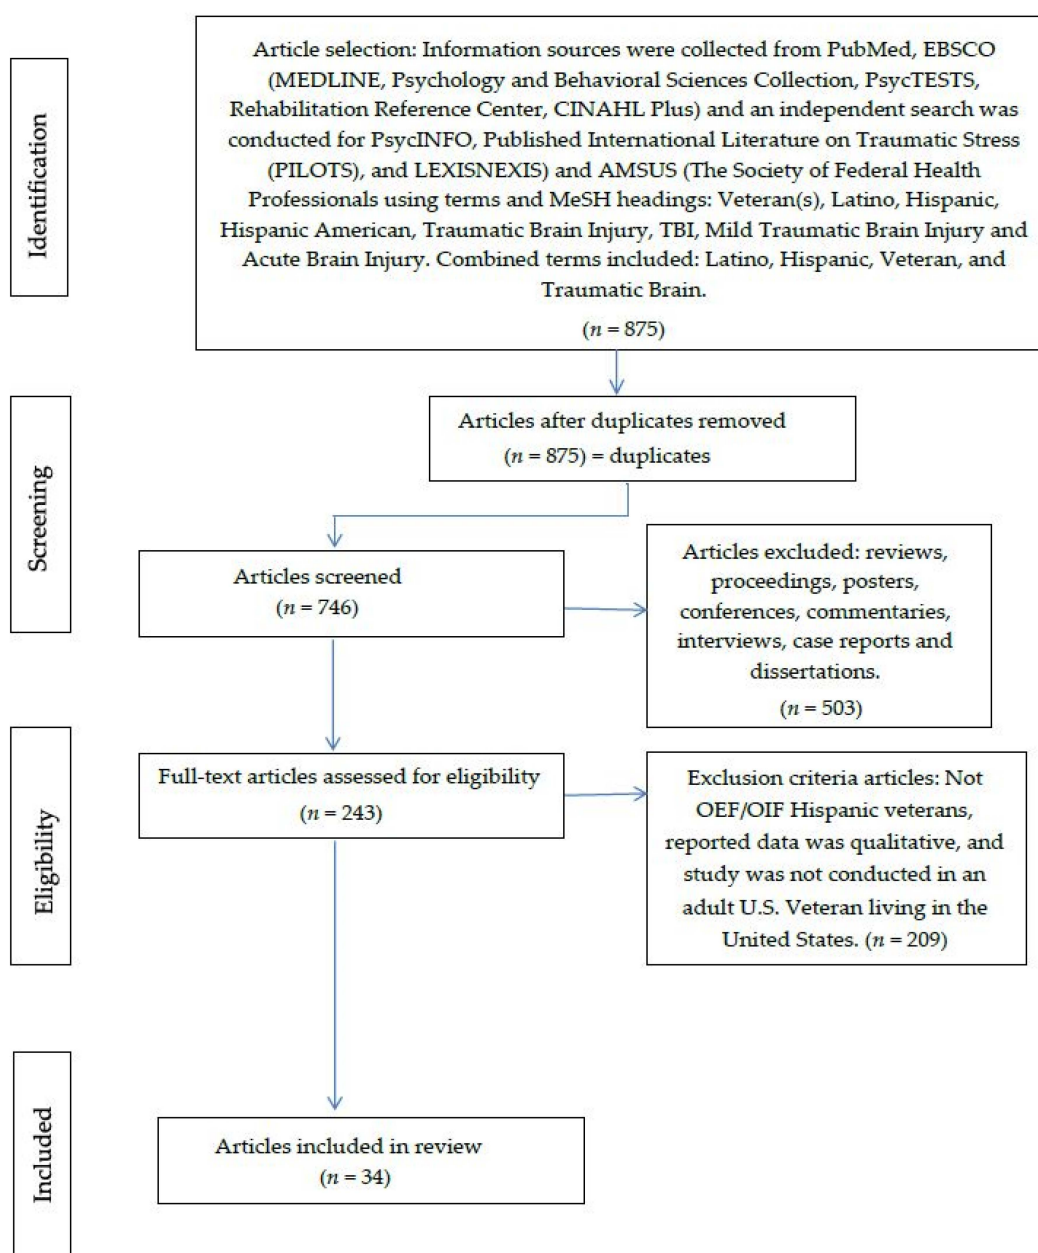 Identification
Article selection: Information sources were collected from PubMed, EBSCO
(MEDLINE, Psychology and Behavioral Sciences Collection, PsycTESTS,
Rehabilitation Reference Center, CINAHL Plus) and an independent search was
conducted for PsycINFO, Published International Literature on Traumatic Stress
(PILOTS), and LEXISNEXIS) and AMSUS (The Society of Federal Health
Professionals using terms and MeSH headings: Veteran(s), Latino, Hispanic,
Hispanic American, Traumatic Brain Injury, TBI, Mild Traumatic Brain Injury and
Acute Brain Injury. Combined terms included: Latino, Hispanic, Veteran, and
Traumatic Brain.
(n = 875)
Screening
Articles after duplicates removed
(n = 875) = duplicates
Articles screened
(n = 746)
Articles excluded: reviews,
proceedings, posters,
conferences, commentaries,
interviews, case reports and
dissertations.
(n = 503)
Eligibility
Full-text articles assessed for eligibility
(n = 243)
Exclusion criteria articles: Not
OEF/OIF Hispanic veterans,
reported data was qualitative, and
study was not conducted in an
adult U.S. Veteran living in the
United States. (n = 209)
Included
Articles included in review
(n = 34)